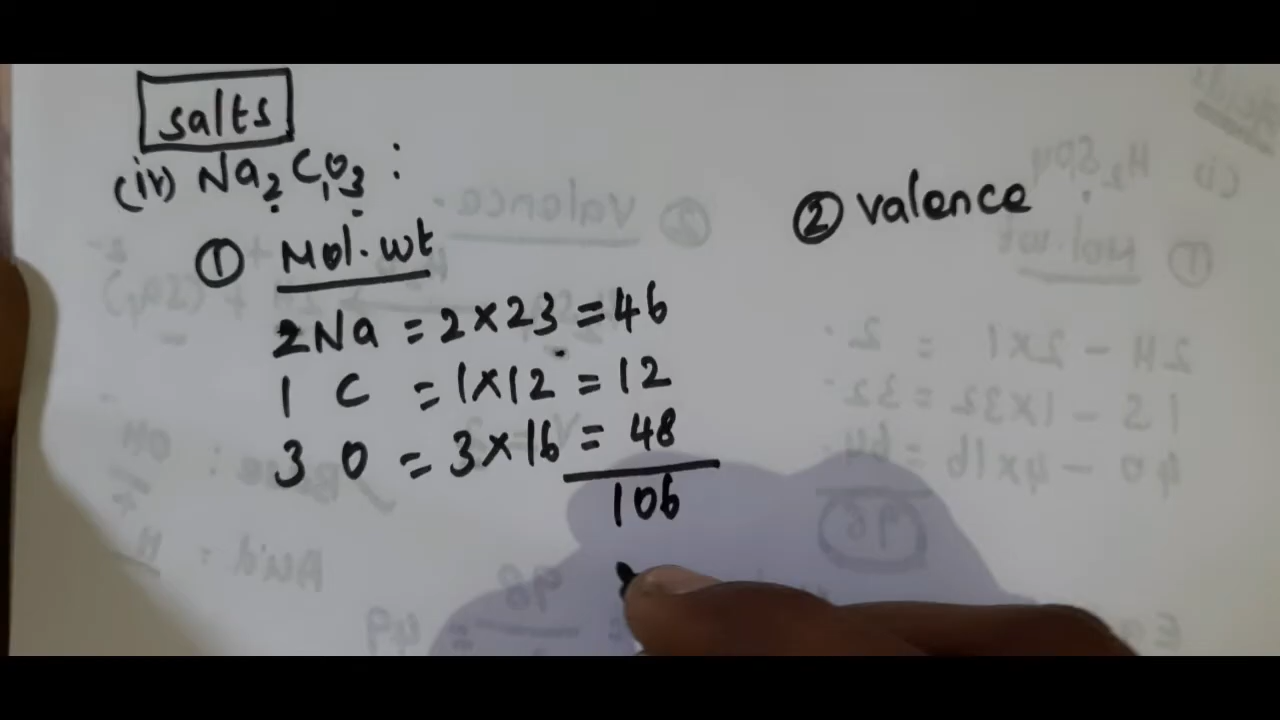 salts
(iv) Na₂C₁O₃ :
① Mol.wt
② valence
2Na = 2×23 = 46
1 C = 1×12 = 12
3 O = 3×16 = 48
106